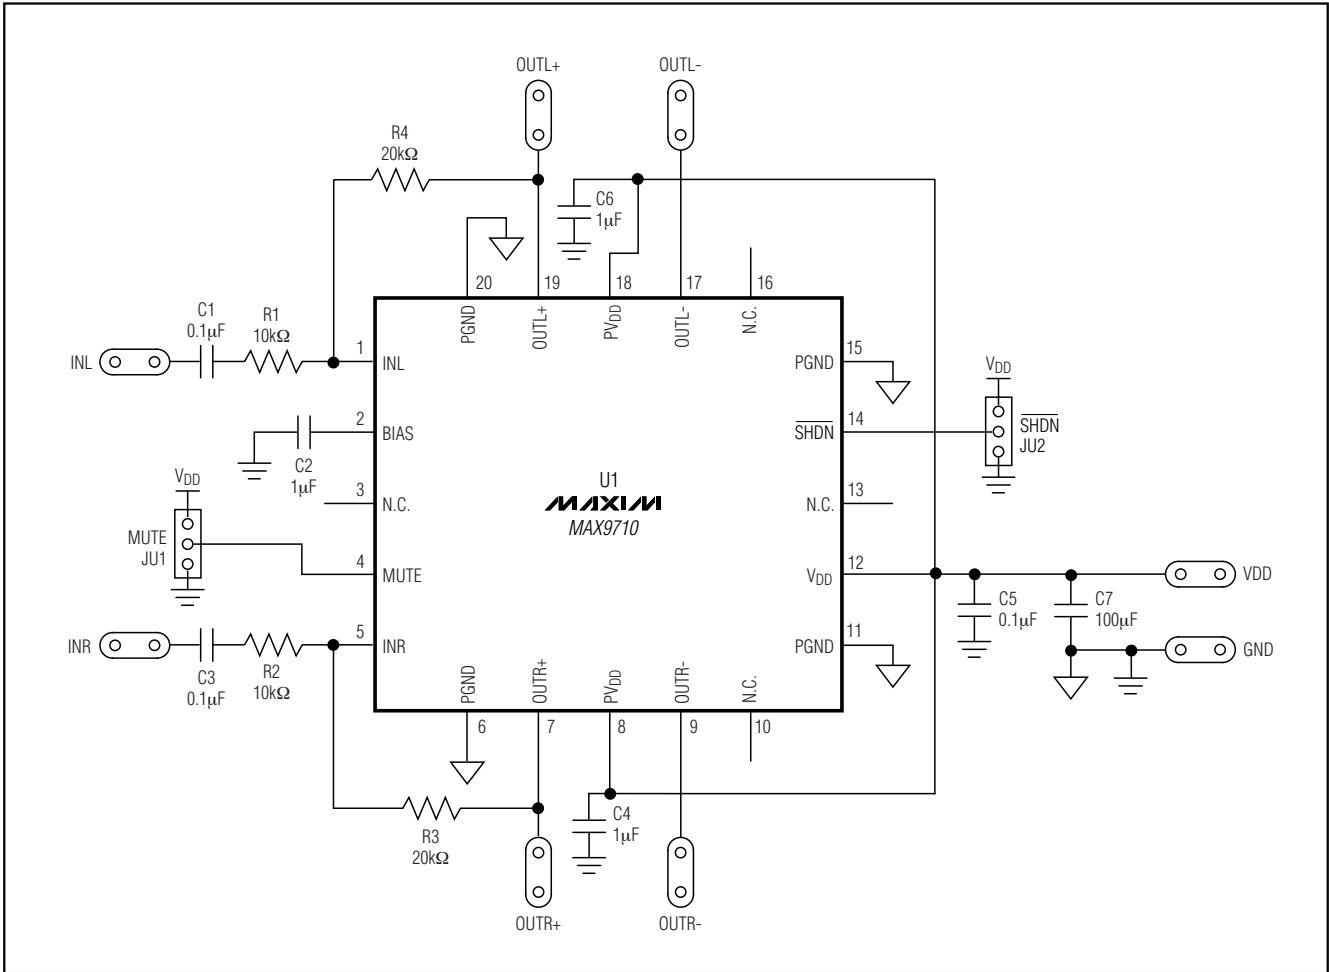 OUTL+
OUTL-
R4
20kΩ
C6
1µF
20
19
18
17
16
PGND
OUTL+
PVDD
OUTL-
N.C.
C1
0.1µF
R1
10kΩ
INL
1
INL
15
PGND
VDD
2
BIAS
14
SHDN
SHDN
JU2
C2
1µF
VDD
3
N.C.
U1
MAXIM
MAX9710
13
N.C.
MUTE
JU1
4
MUTE
12
VDD
VDD
C5
0.1µF
C7
100µF
INR
5
INR
11
PGND
GND
C3
0.1µF
R2
10kΩ
PGND
OUTR+
PVDD
OUTR-
N.C.
6
7
8
9
10
R3
20kΩ
C4
1µF
OUTR+
OUTR-